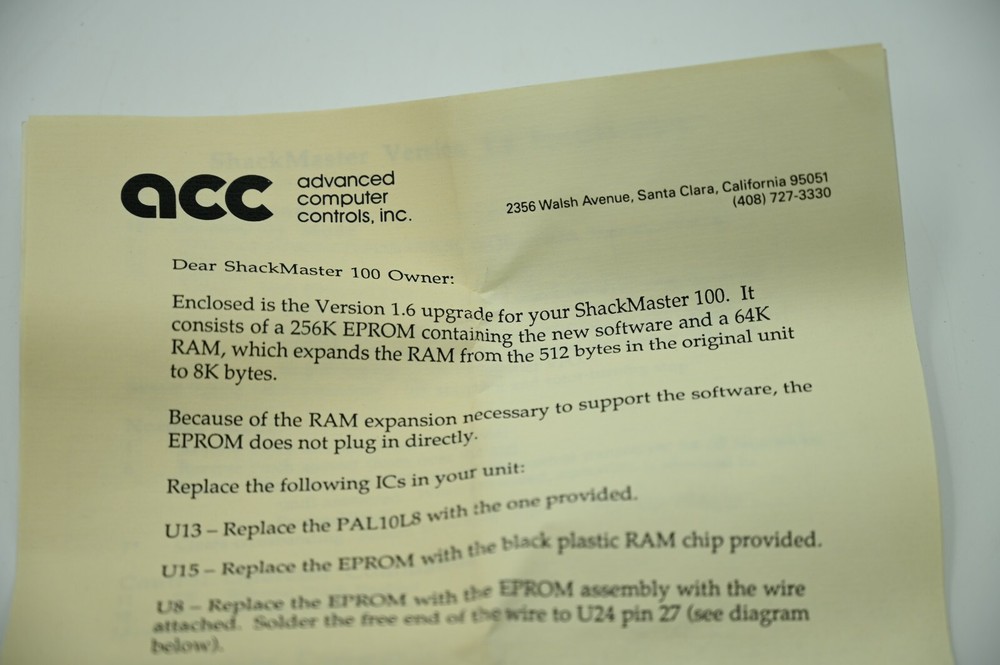 acc
advanced
computer
controls, inc.
2356 Walsh Avenue, Santa Clara, California 95051
(408) 727-3330
Dear ShackMaster 100 Owner:
Enclosed is the Version 1.6 upgrade for your ShackMaster 100. It
consists of a 256K EPROM containing the new software and a 64K
RAM, which expands the RAM from the 512 bytes in the original unit
to 8K bytes.
Because of the RAM expansion necessary to support the software, the
EPROM does not plug in directly.
Replace the following ICs in your unit:
U13 – Replace the PAL10L8 with the one provided.
U15 – Replace the EPROM with the black plastic RAM chip provided.
U8 – Replace the EPROM with the EPROM assembly with the wire
attached. Solder the free end of the wire to U24 pin 27 (see diagram
below).